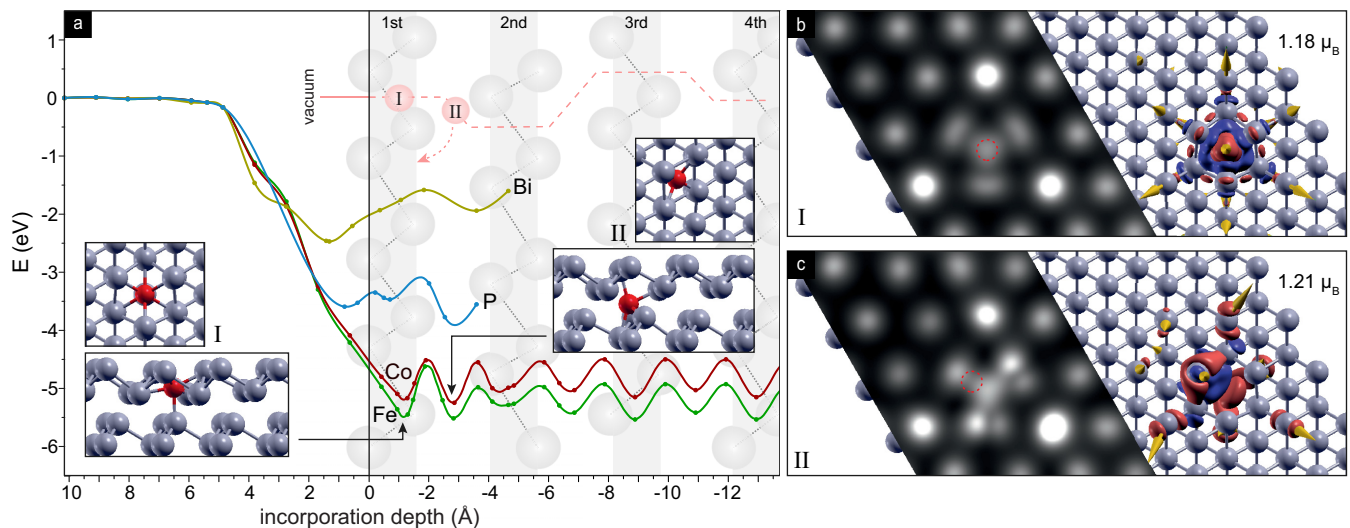 a
1st
2nd
3rd
4th
1
0
-1
-2
-3
-4
-5
-6
E (eV)
vacuum
I
II
Bi
P
Co
Fe
I
II
10
8
6
4
2
0
-2
-4
-6
-8
-10
-12
incorporation depth (Å)
b
1.18 μB
I
c
1.21 μB
II